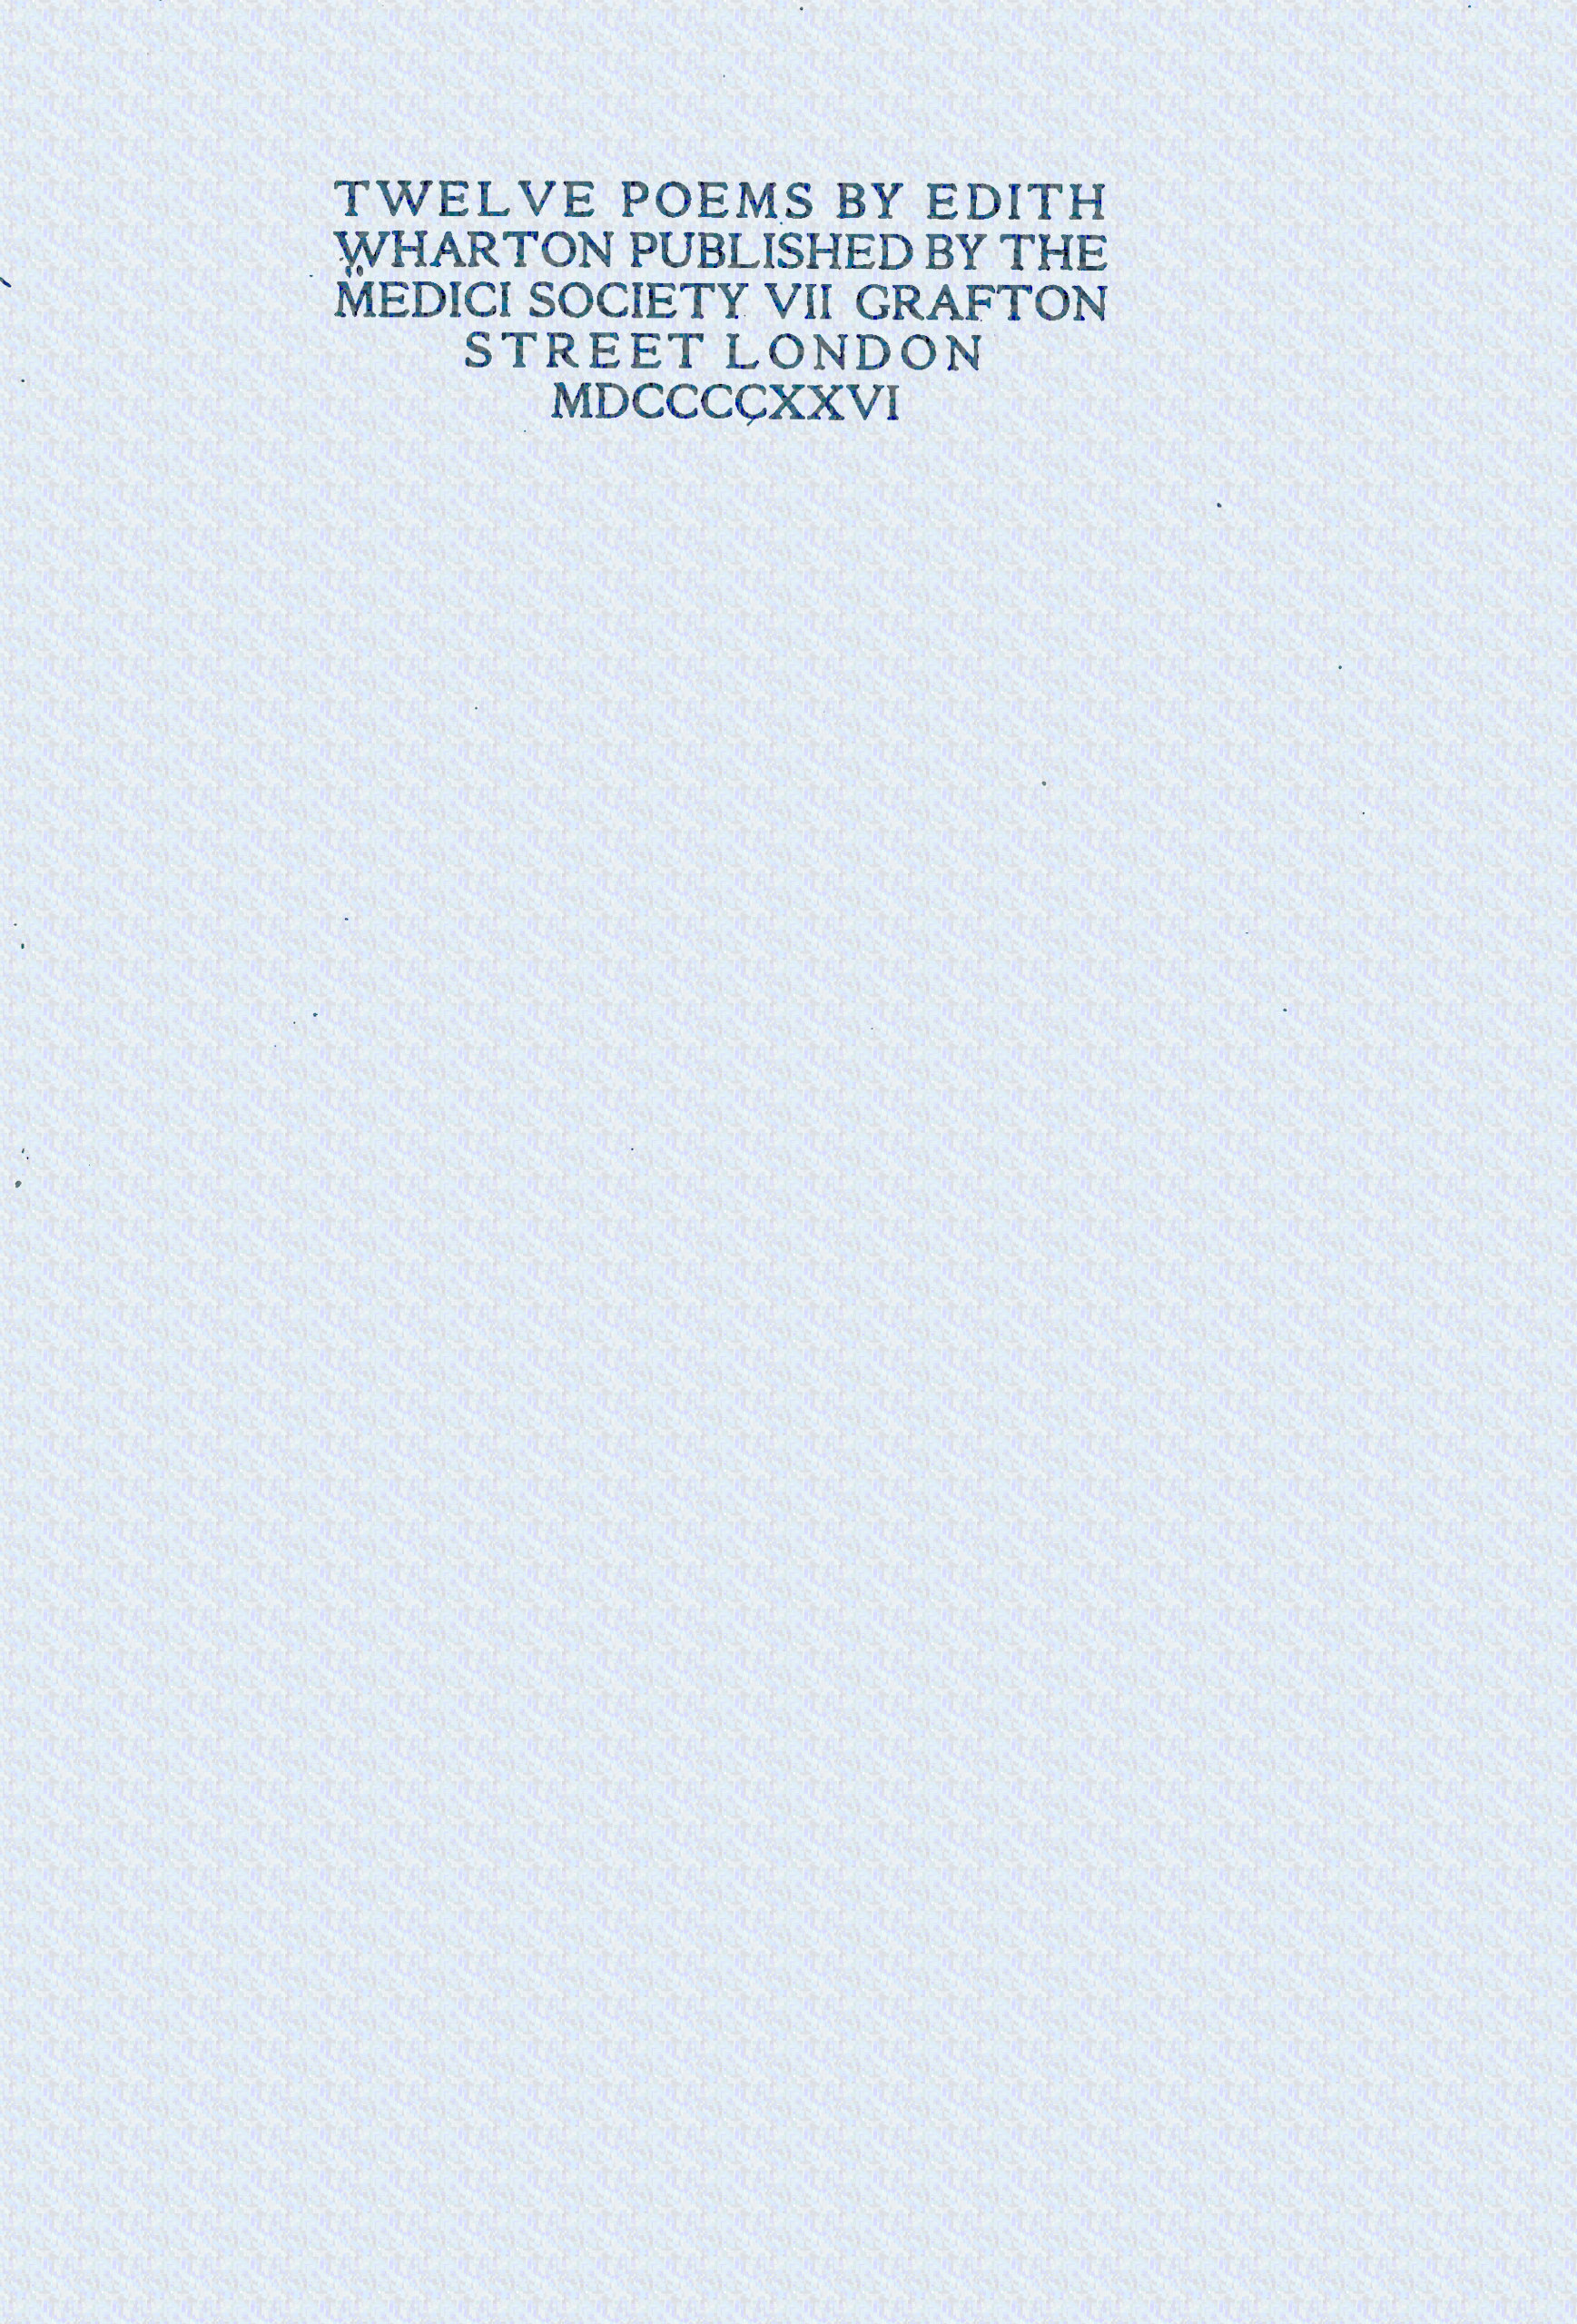 TWELVE POEMS BY EDITH
WHARTON PUBLISHED BY THE
MEDICI SOCIETY VII GRAFTON
STREET LONDON
MDCCCCXXVI